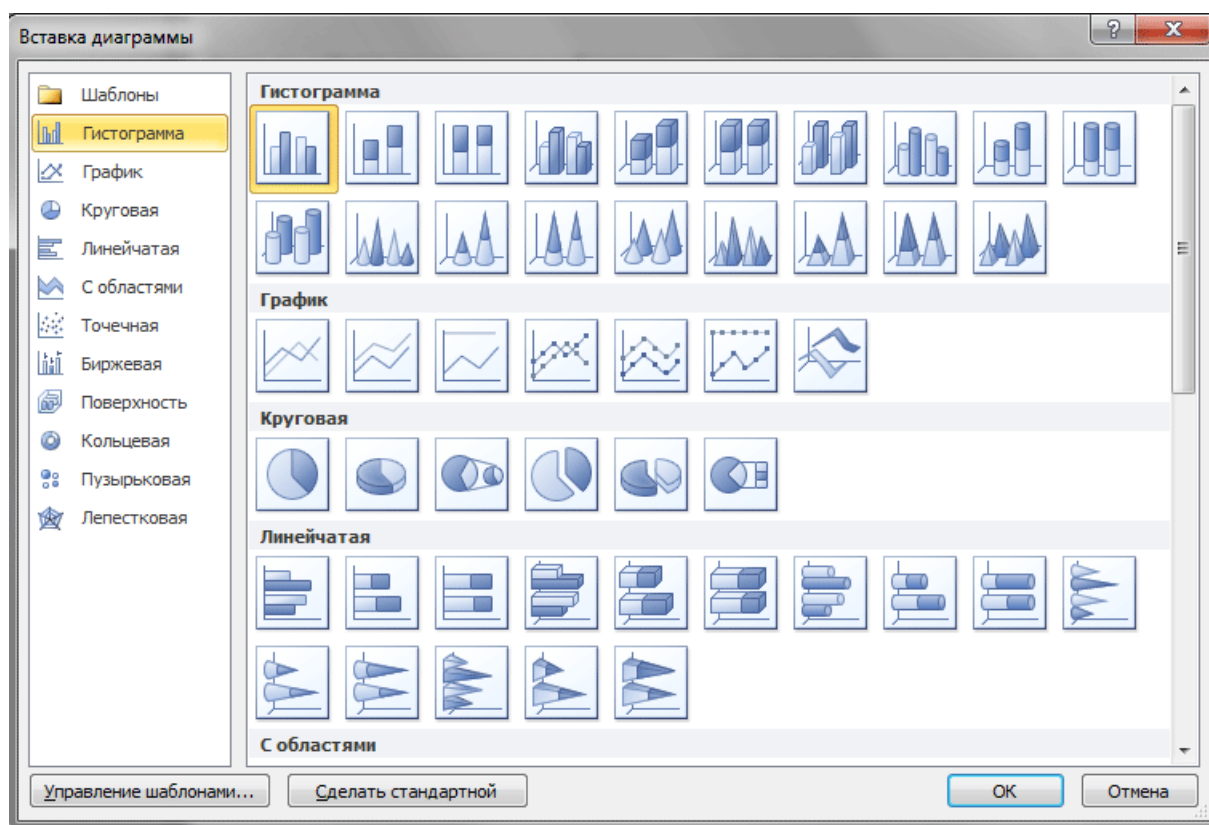 Вставка диаграммы
Шаблоны
Гистограмма
График
Круговая
Линейчатая
С областями
Точечная
Биржевая
Поверхность
Кольцевая
Пузырьковая
Лепестковая
Гистограмма
График
Круговая
Линейчатая
С областями
Управление шаблонами...
Сделать стандартной
ОК
Отмена